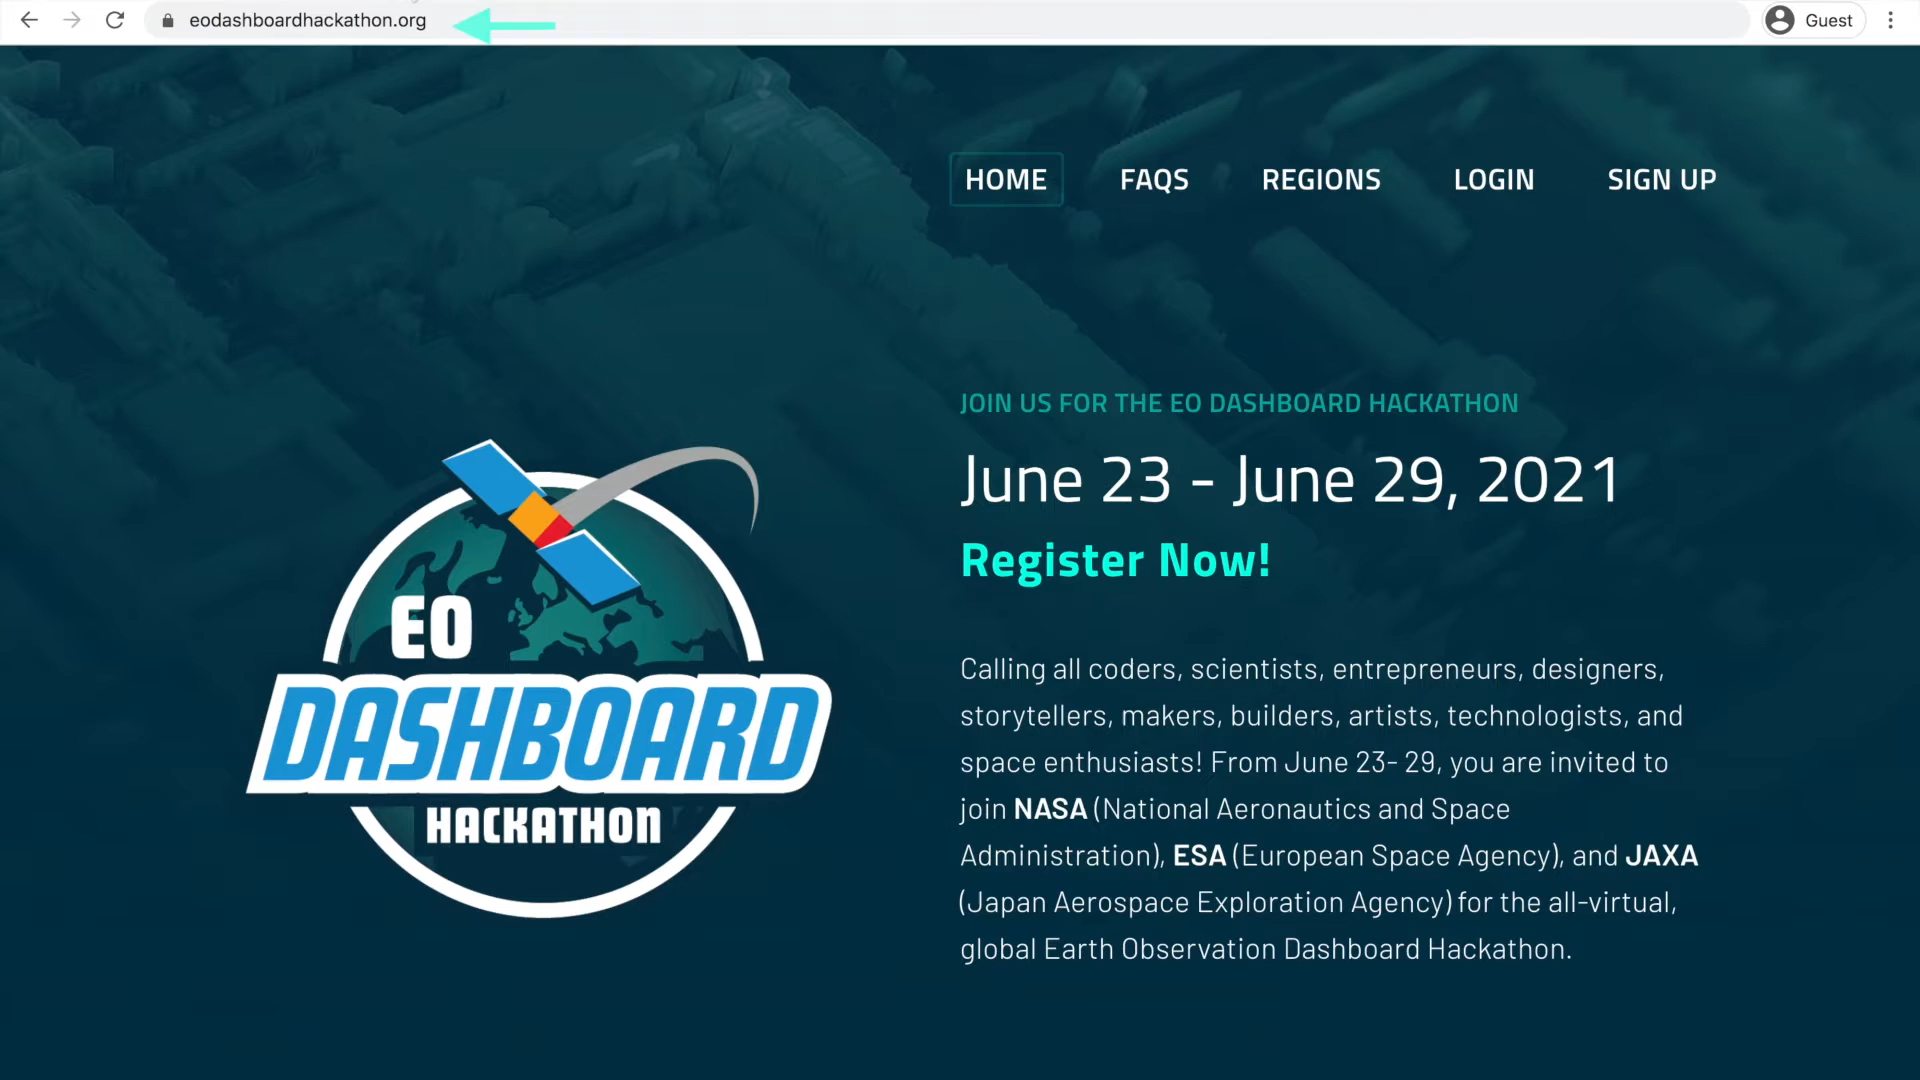 eodashboardhackathon.org
Guest
HOME
FAQS
REGIONS
LOGIN
SIGN UP
JOIN US FOR THE EO DASHBOARD HACKATHON
June 23 - June 29, 2021
Register Now!
Calling all coders, scientists, entrepreneurs, designers,
storytellers, makers, builders, artists, technologists, and
space enthusiasts! From June 23- 29, you are invited to
join NASA (National Aeronautics and Space
Administration), ESA (European Space Agency), and JAXA
(Japan Aerospace Exploration Agency) for the all-virtual,
global Earth Observation Dashboard Hackathon.
EO
DASHBOARD
HACKATHON